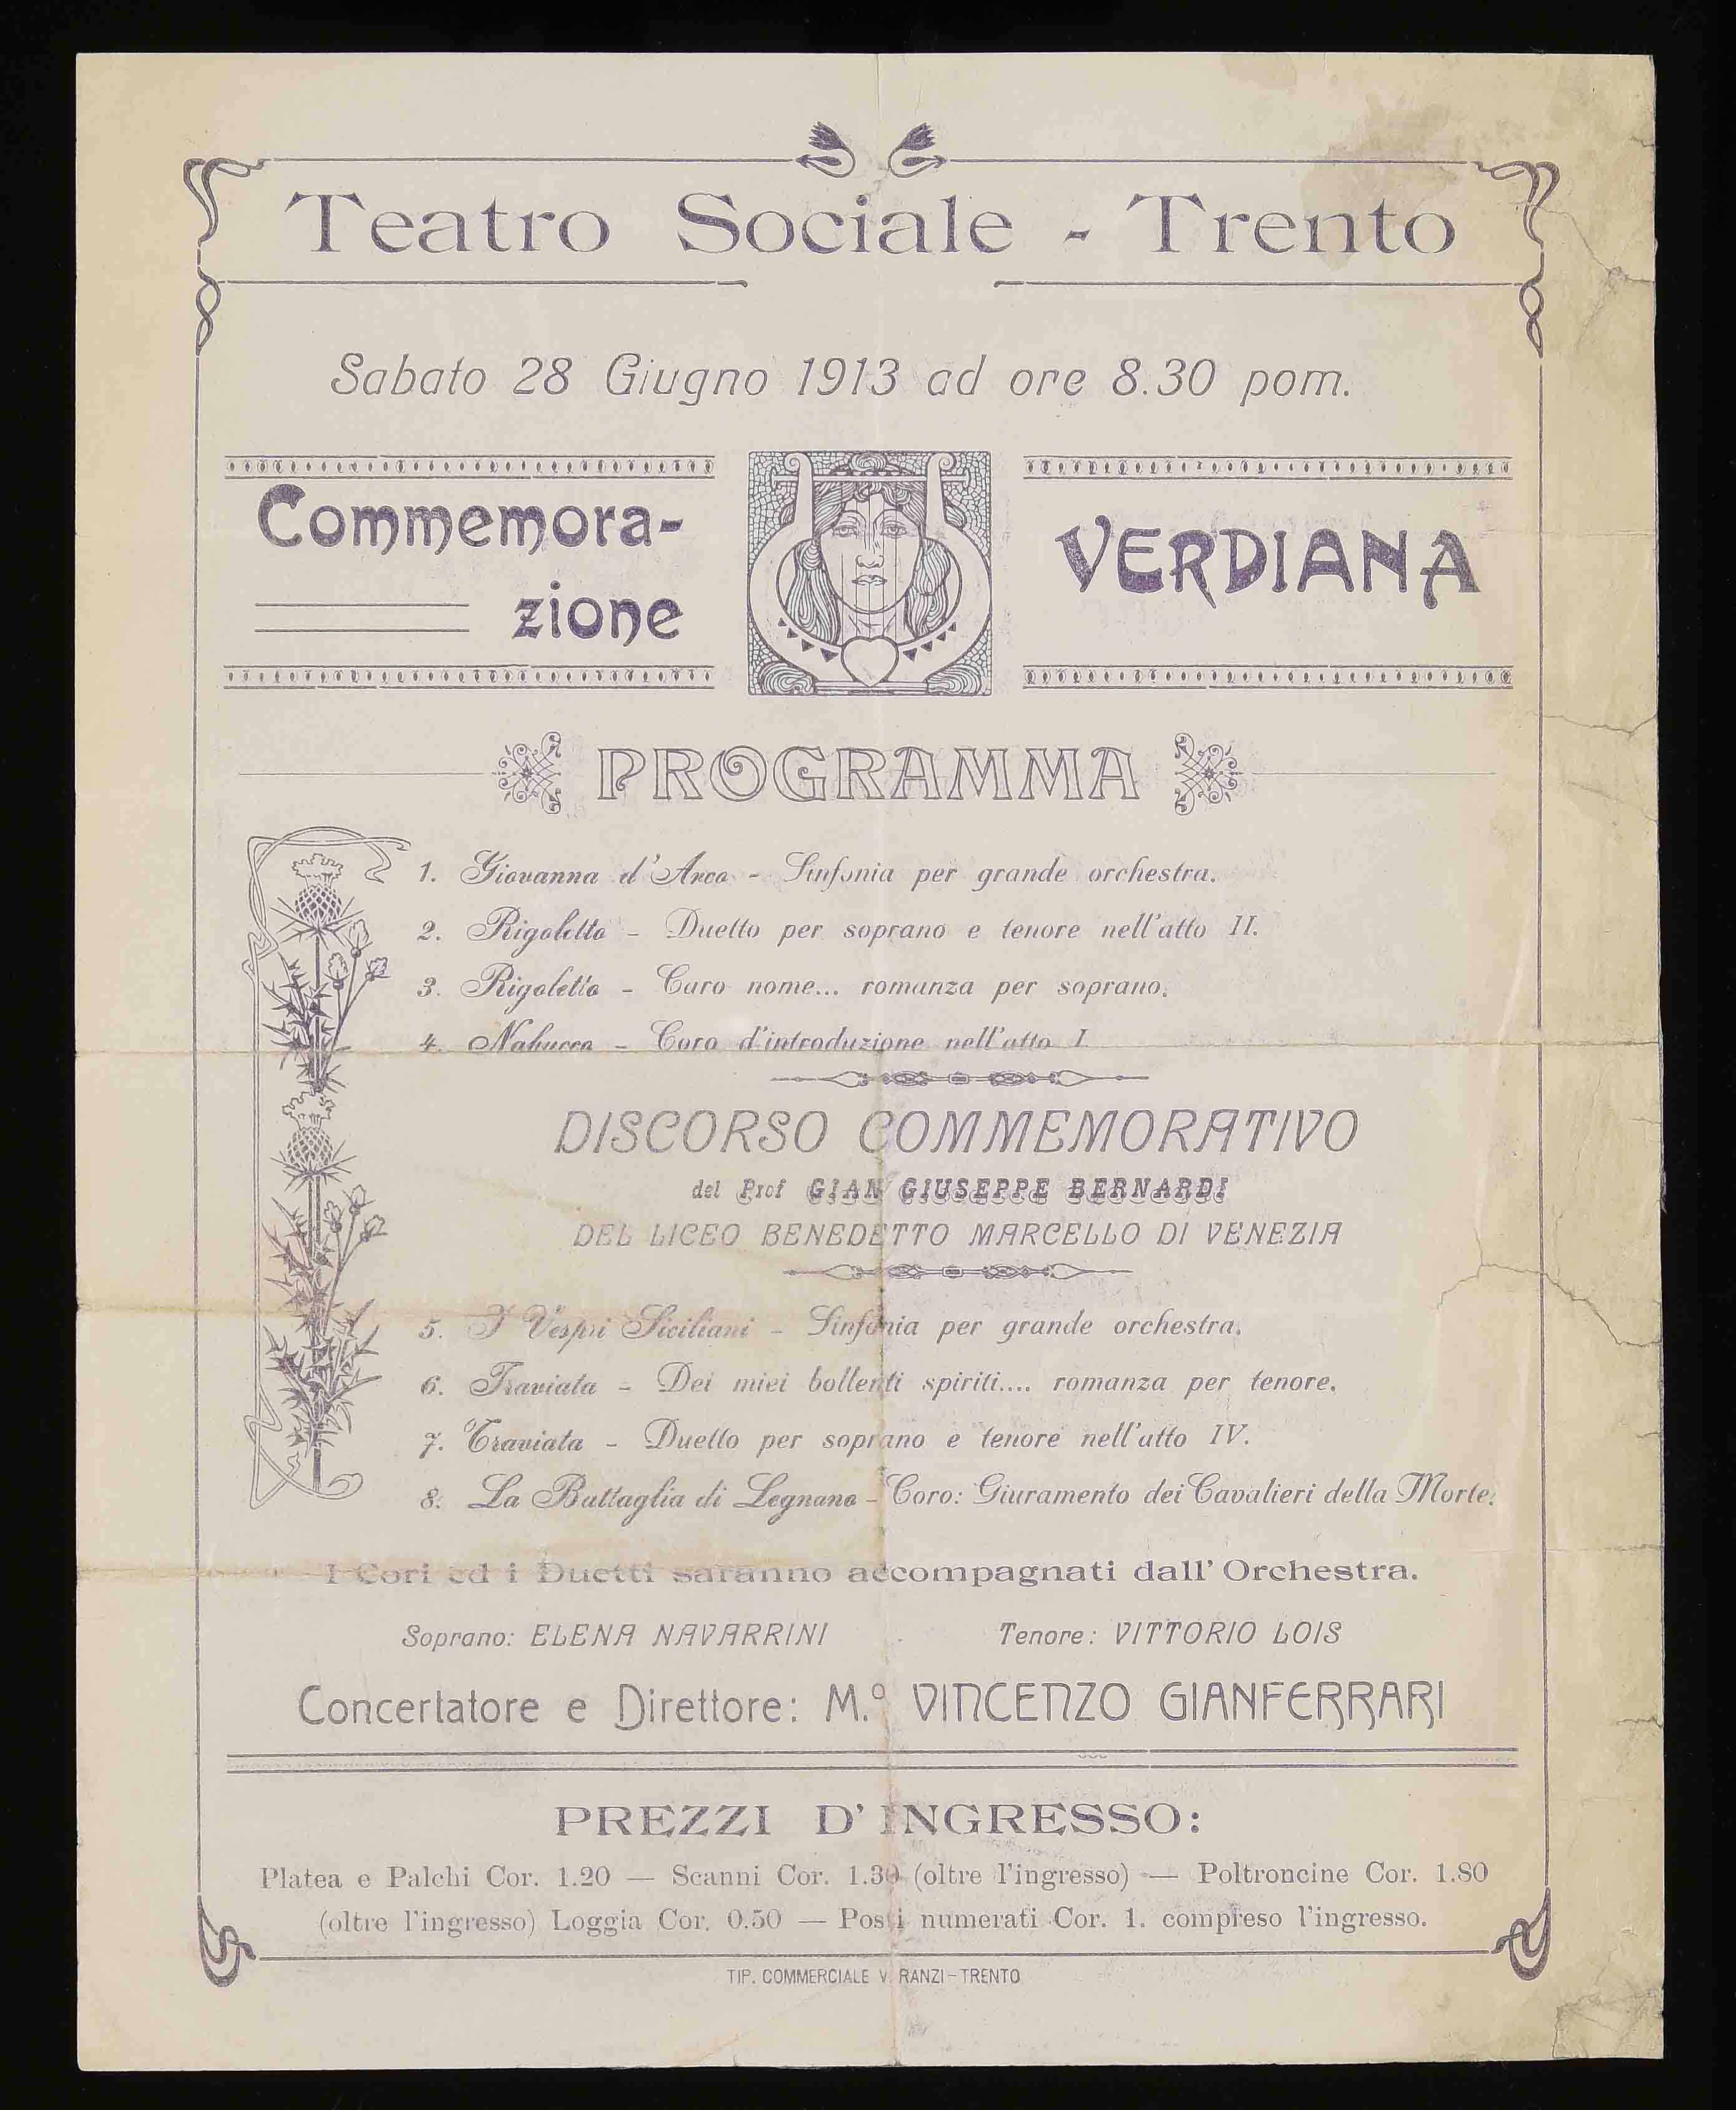 Teatro Sociale - Trento
Sabato 28 Giugno 1913 ad ore 8.30 pom.
Commemora-
zione
VERDIANA
PROGRAMMA
1. Giovanna d'Arco - Sinfonia per grande orchestra.
2. Rigoletto - Duetto per soprano e tenore nell'atto II.
3. Rigoletto - Caro nome... romanza per soprano.
4. Nabucco - Coro d'introduzione nell'atto I
DISCORSO COMMEMORATIVO
del Prof GIAN GIUSEPPE BERNARDI
DEL LICEO BENEDETTO MARCELLO DI VENEZIA
5. I Vespri Siciliani - Sinfonia per grande orchestra.
6. Traviata - Dei miei bollenti spiriti.... romanza per tenore.
7. Traviata - Duetto per soprano e tenore nell'atto IV.
8. La Battaglia di Legnano - Coro: Giuramento dei Cavalieri della Morte.
I Cori ed i Duetti saranno accompagnati dall' Orchestra.
Soprano: ELENA NAVARRINI Tenore: VITTORIO LOIS
Concertatore e Direttore: M.º VINCENZO GIANFERRARI
PREZZI D' INGRESSO:
Platea e Palchi Cor. 1.20 — Scanni Cor. 1.30 (oltre l'ingresso) — Poltroncine Cor. 1.80
(oltre l'ingresso) Loggia Cor. 0.50 — Posti numerati Cor. 1. compreso l'ingresso.
TIP. COMMERCIALE V. RANZI - TRENTO